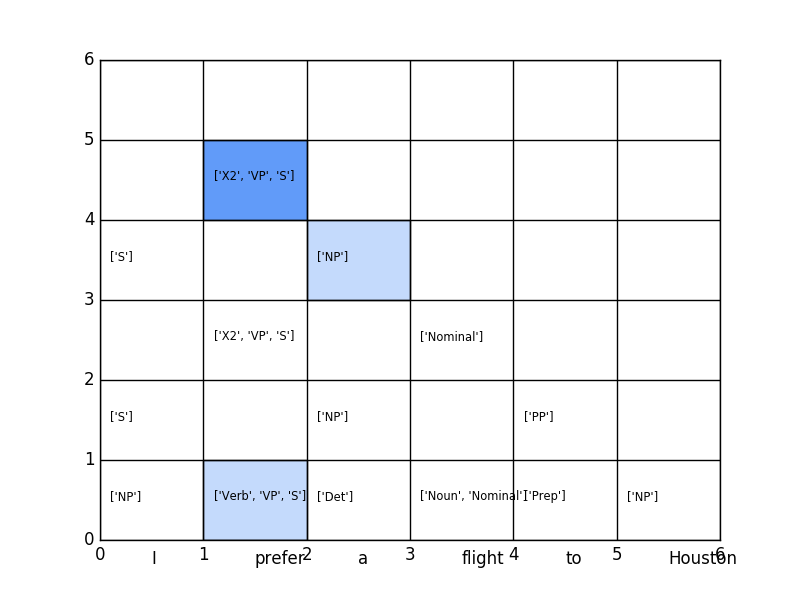 6
5
['X2', 'VP', 'S']
4
['S'] ['NP']
3
['X2', 'VP', 'S'] ['Nominal']
2
['S'] ['NP'] ['PP']
1
['NP'] ['Verb', 'VP', 'S'] ['Det'] ['Noun', 'Nominal'] ['Prep'] ['NP']
0
0 1 2 3 4 5 6
I prefer a flight to Houston